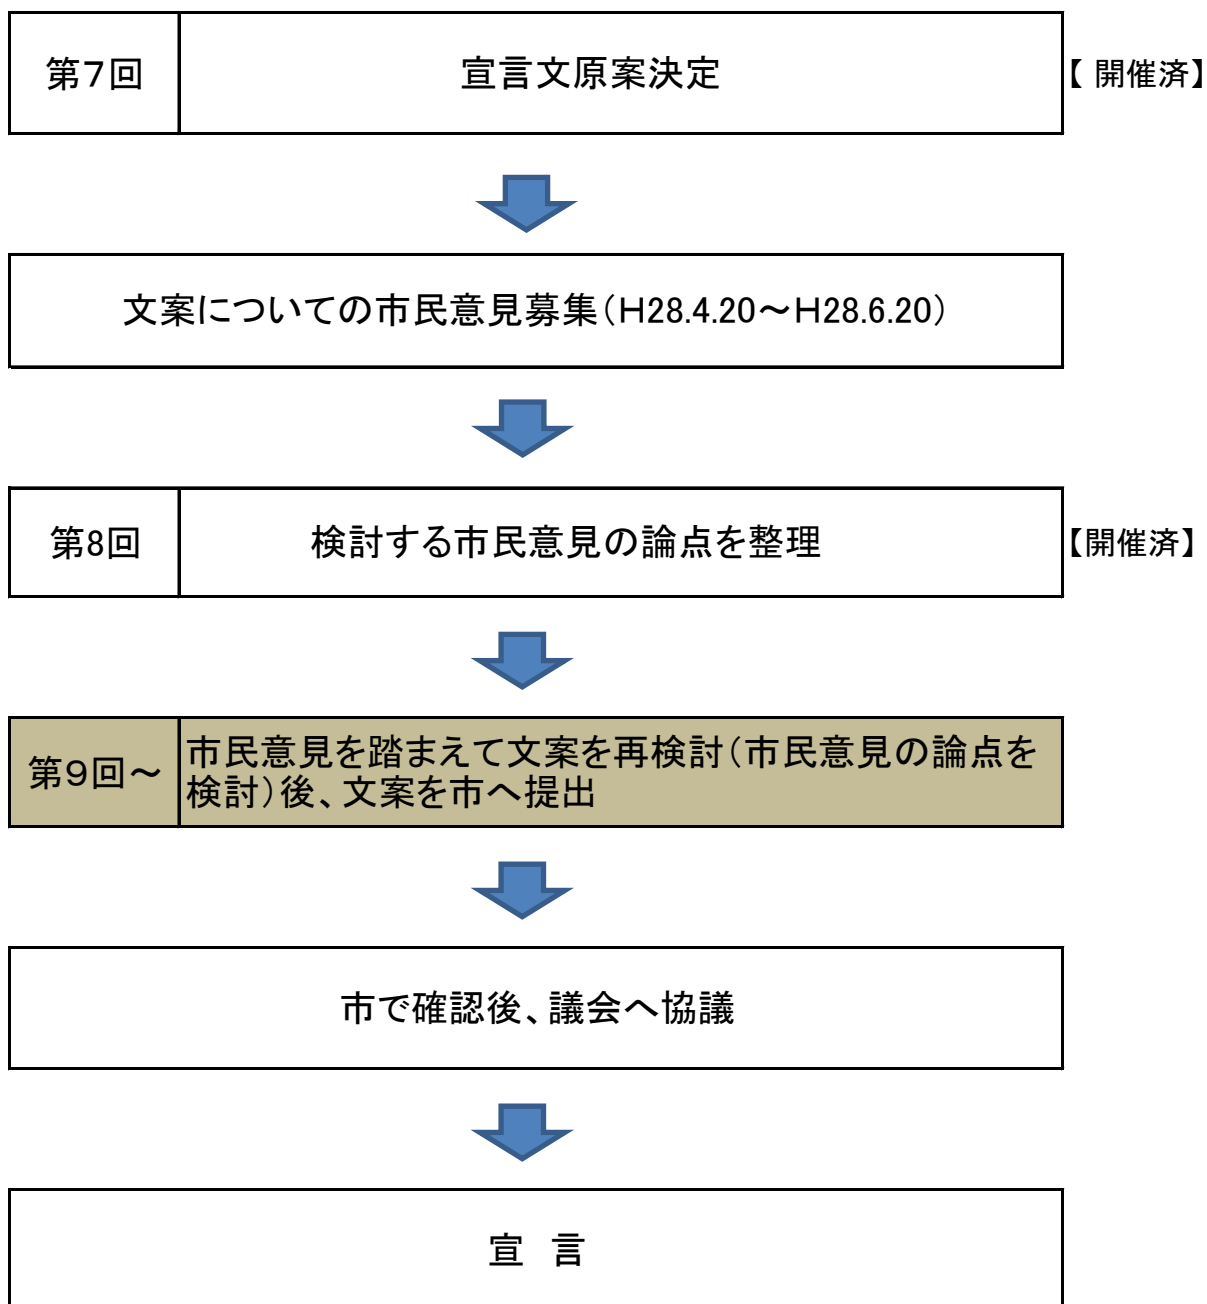 第7回 宣言文原案決定 【 開催済】
文案についての市民意見募集(H28.4.20～H28.6.20)
第8回 検討する市民意見の論点を整理 【開催済】
第9回～ 市民意見を踏まえて文案を再検討(市民意見の論点を
検討)後、文案を市へ提出
市で確認後、議会へ協議
宣　言